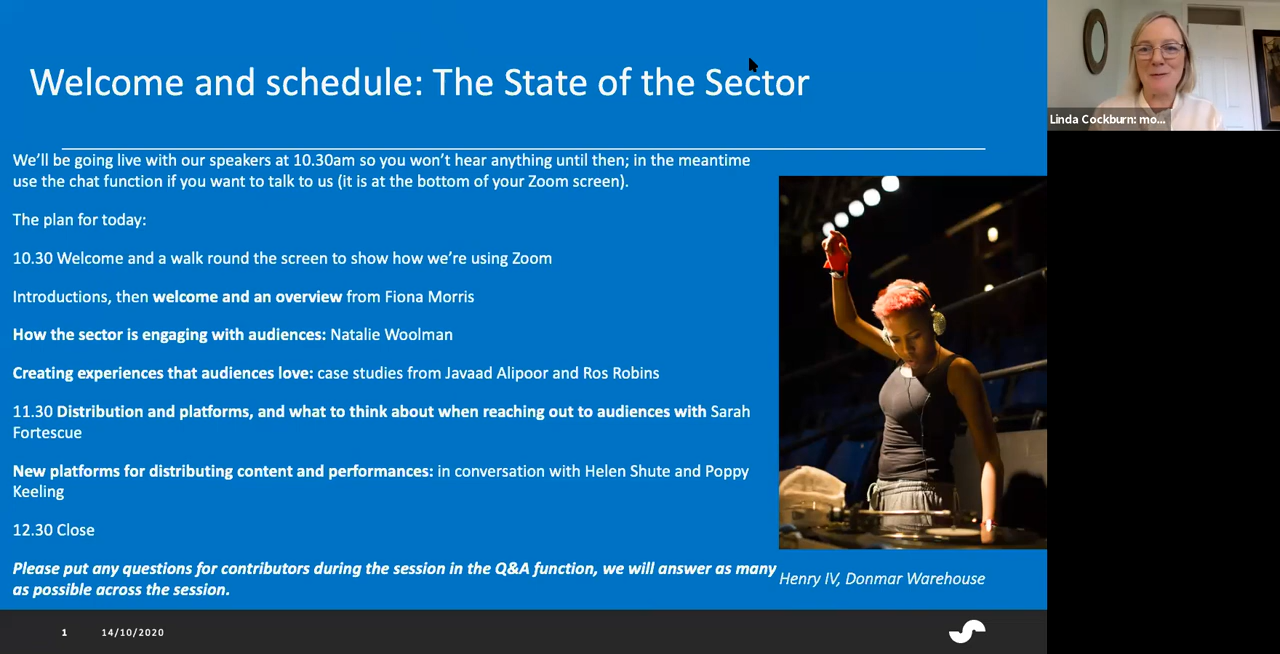 Welcome and schedule: The State of the Sector
We'll be going live with our speakers at 10.30am so you won't hear anything until then; in the meantime
use the chat function if you want to talk to us (it is at the bottom of your Zoom screen).
The plan for today:
10.30 Welcome and a walk round the screen to show how we're using Zoom
Introductions, then welcome and an overview from Fiona Morris
How the sector is engaging with audiences: Natalie Woolman
Creating experiences that audiences love: case studies from Javaad Alipoor and Ros Robins
11.30 Distribution and platforms, and what to think about when reaching out to audiences with Sarah
Fortescue
New platforms for distributing content and performances: in conversation with Helen Shute and Poppy
Keeling
12.30 Close
Please put any questions for contributors during the session in the Q&A function, we will answer as many
as possible across the session.
Henry IV, Donmar Warehouse
1 14/10/2020
Linda Cockburn: mo...